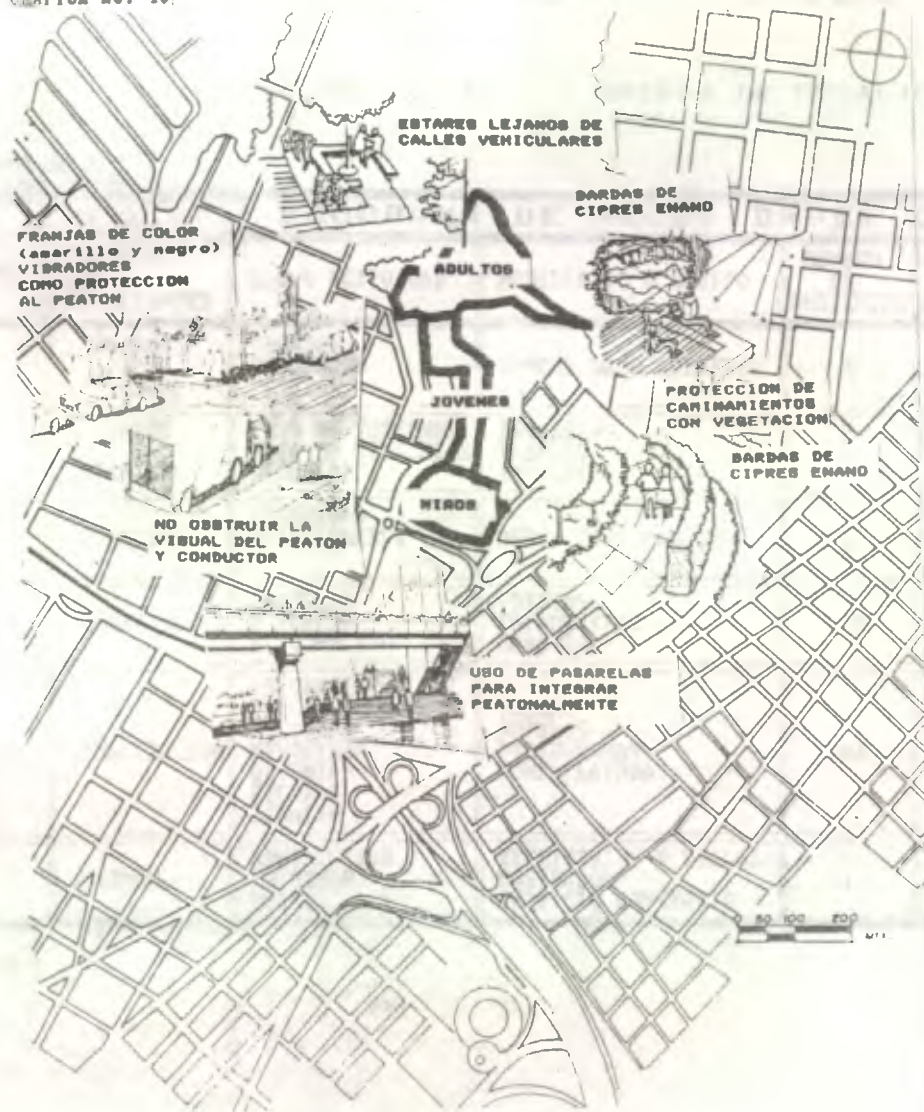 ESTARES LEJANOS DE
CALLES VEHICULARES
BARDAS DE
CIPRES ENANO
FRANJAS DE COLOR
(amarillo y negro)
VIBRADORES
COMO PROTECCION
AL PEATON
ADULTOS
JOVENES
PROTECCION DE
CAMINAMIENTOS
CON VEGETACION
BARDAS DE
CIPRES ENANO
NIÑOS
NO OBSTRUIR LA
VISUAL DEL PEATON
Y CONDUCTOR
USO DE PASARELAS
PARA INTEGRAR
PEATONALMENTE
0 50 100 200